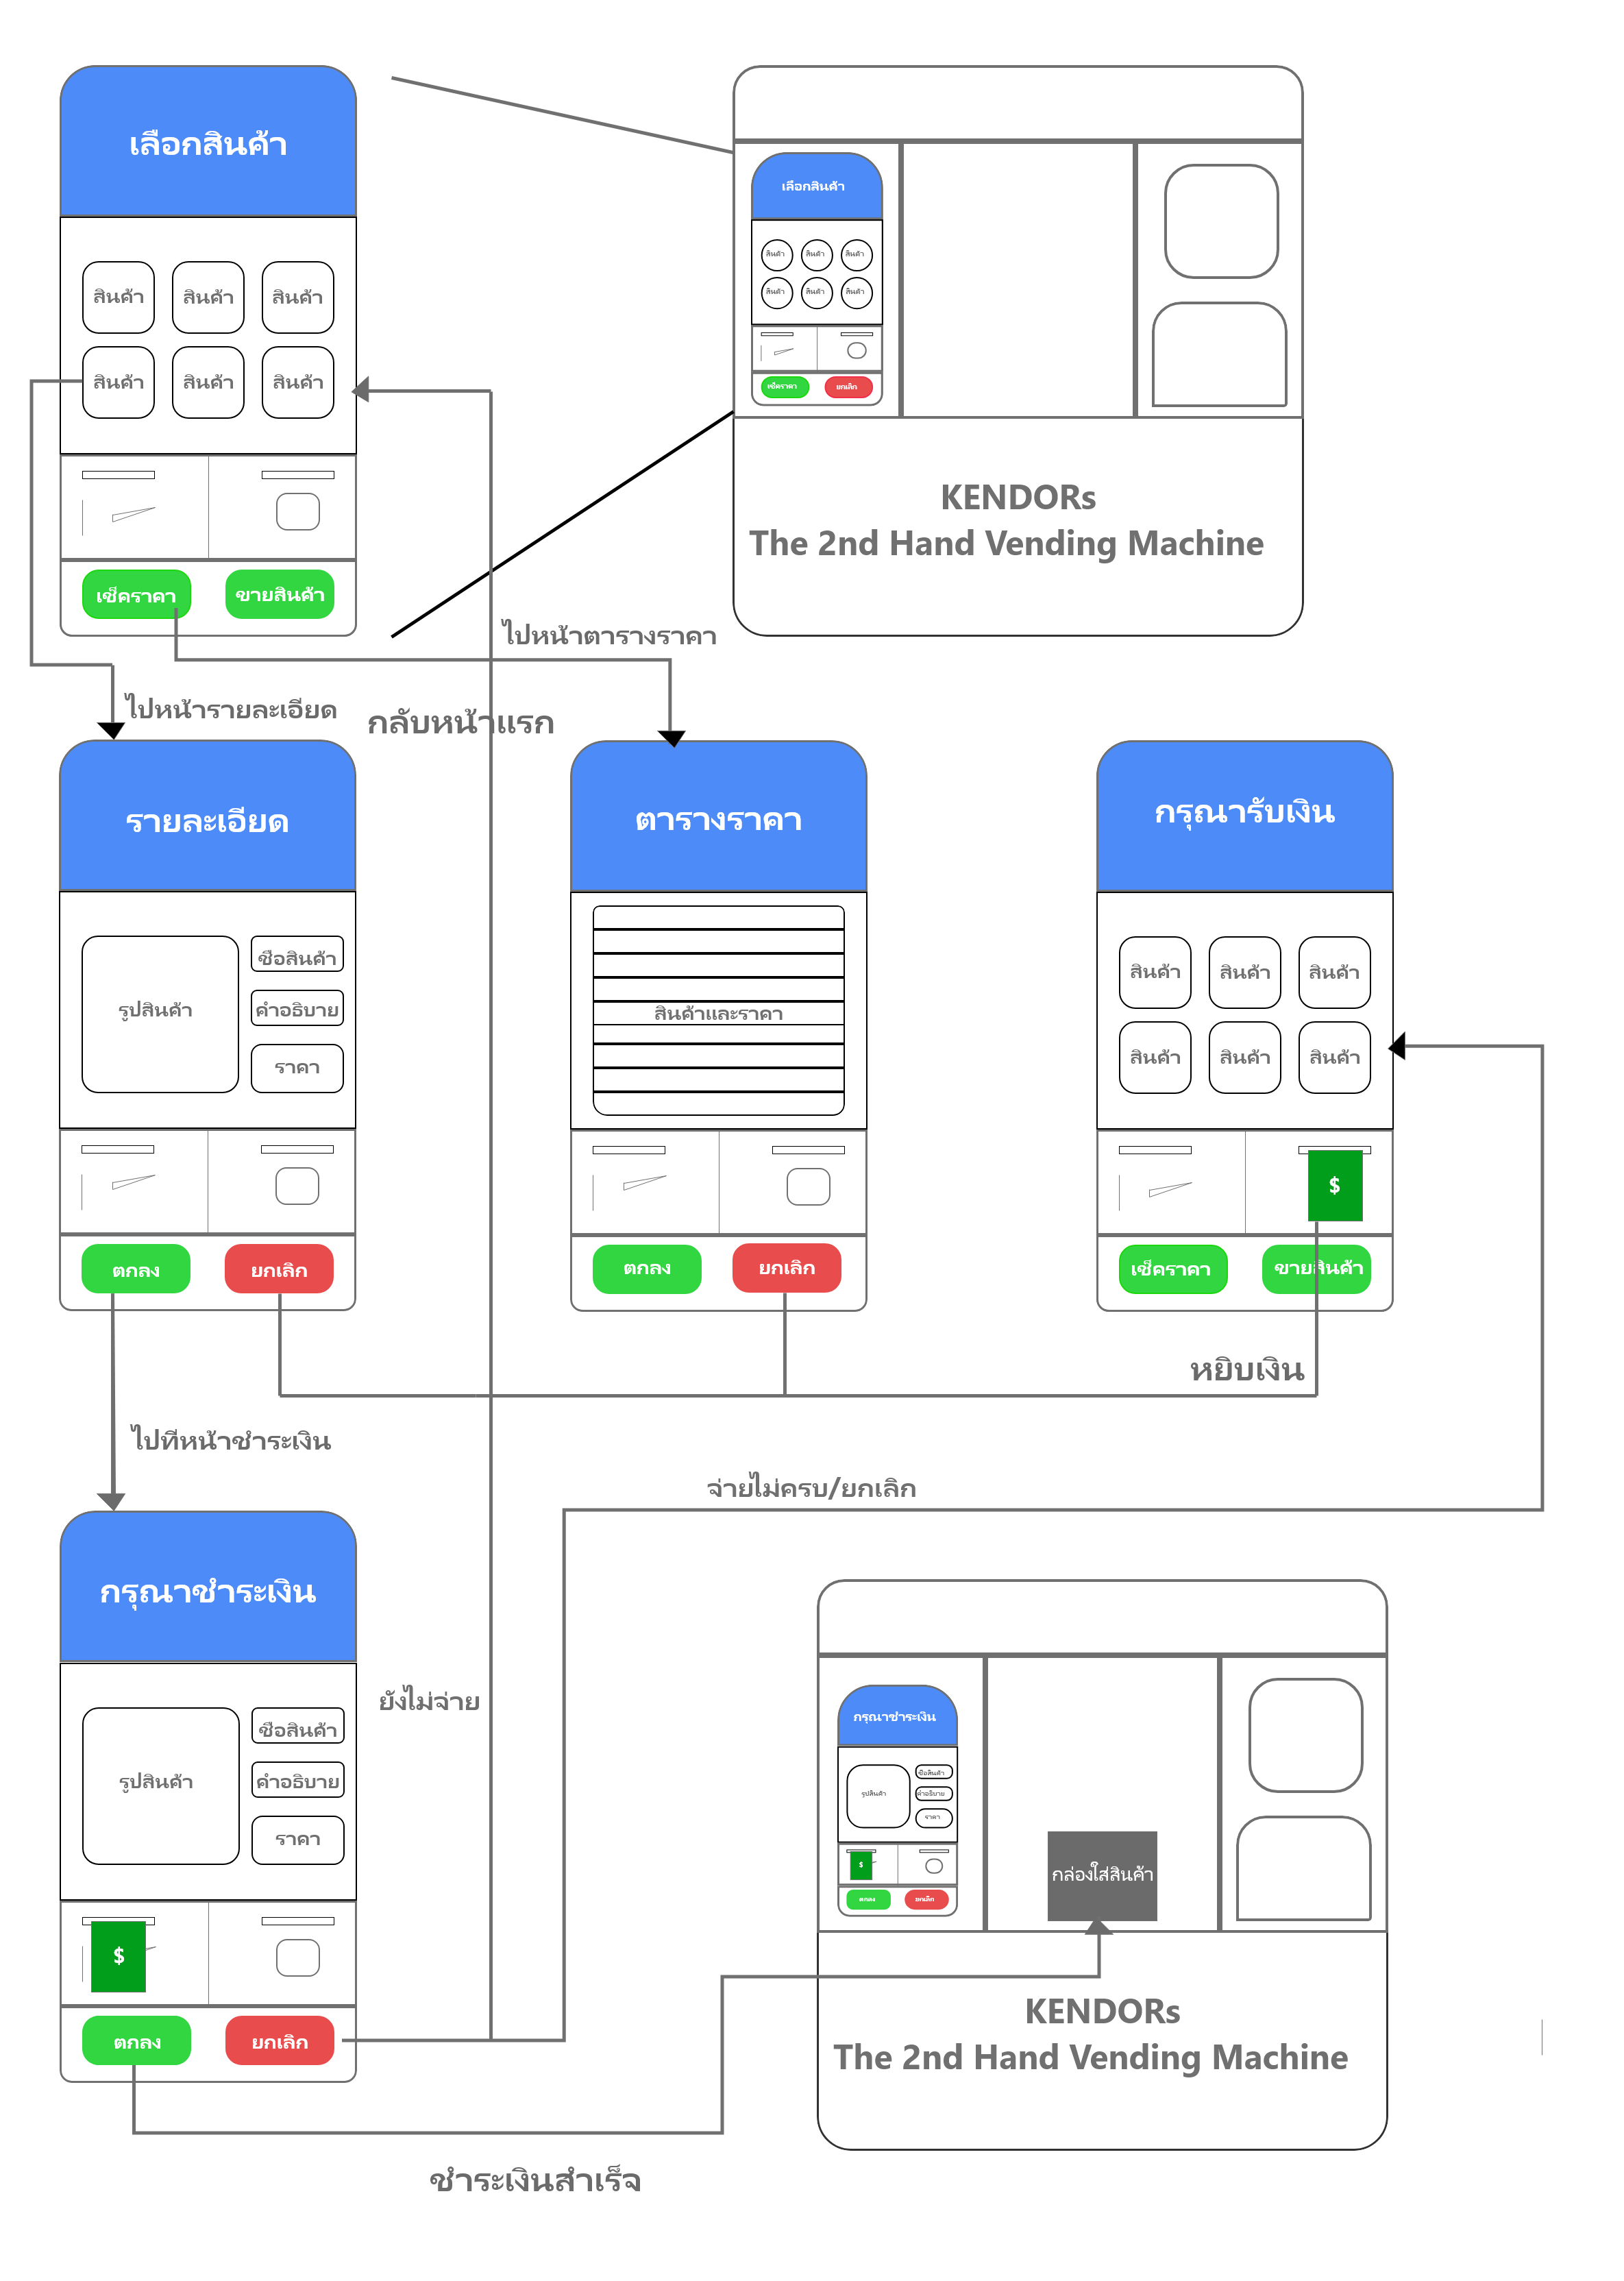 เลือกสินค้า
สินค้า สินค้า สินค้า
สินค้า สินค้า สินค้า
เช็คราคา ขายสินค้า
เลือกสินค้า
สินค้า สินค้า สินค้า
สินค้า สินค้า สินค้า
เช็คราคา ยกเลิก
KENDORs
The 2nd Hand Vending Machine
ไปหน้าตารางราคา
ไปหน้ารายละเอียด
กลับหน้าแรก
รายละเอียด
รูปสินค้า
ชือสินค้า
คำอธิบาย
ราคา
ตกลง ยกเลิก
ตารางราคา
สินค้าและราคา
ตกลง ยกเลิก
กรุณารับเงิน
สินค้า สินค้า สินค้า
สินค้า สินค้า สินค้า
$
เช็คราคา ขายสินค้า
หยิบเงิน
ไปทีหน้าชำระเงิน
จ่ายไม่ครบ/ยกเลิก
กรุณาชำระเงิน
รูปสินค้า
ชือสินค้า
คำอธิบาย
ราคา
$
ตกลง ยกเลิก
ยังไม่จ่าย
กรุณาชำระเงิน
รูปสินค้า
ชือสินค้า
คำอธิบาย
ราคา
$
ตกลง ยกเลิก
กล่องใส่สินค้า
KENDORs
The 2nd Hand Vending Machine
ชำระเงินสำเร็จ